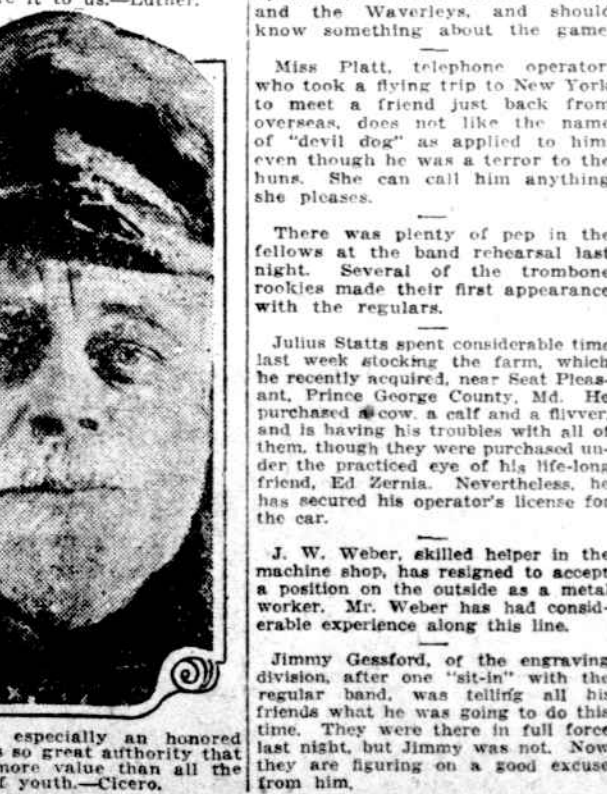 it to us.—Luther.
especially an honored
so great authority that
more value than all the
youth.—Cicero.
and the Waverleys, and should
know something about the game
Miss Platt, telephone operator
who took a flying trip to New York
to meet a friend just back from
overseas, does not like the name
of "devil dog" as applied to him
even though he was a terror to the
huns. She can call him anything
she pleases.
There was plenty of pep in the
fellows at the band rehearsal last
night. Several of the trombone
rookies made their first appearance
with the regulars.
Julius Statts spent considerable time
last week stocking the farm, which
he recently acquired, near Seat Pleas-
ant, Prince George County, Md. He
purchased a cow, a calf and a flivver,
and is having his troubles with all of
them, though they were purchased un-
der the practiced eye of his life-long
friend, Ed Zernia. Nevertheless, he
has secured his operator's license for
the car.
J. W. Weber, skilled helper in the
machine shop, has resigned to accept
a position on the outside as a metal
worker. Mr. Weber has had consid-
erable experience along this line.
Jimmy Gessford, of the engraving
division, after one "sit-in" with the
regular band, was telling all his
friends what he was going to do this
time. They were there in full force
last night, but Jimmy was not. Now
they are figuring on a good excuse
from him.